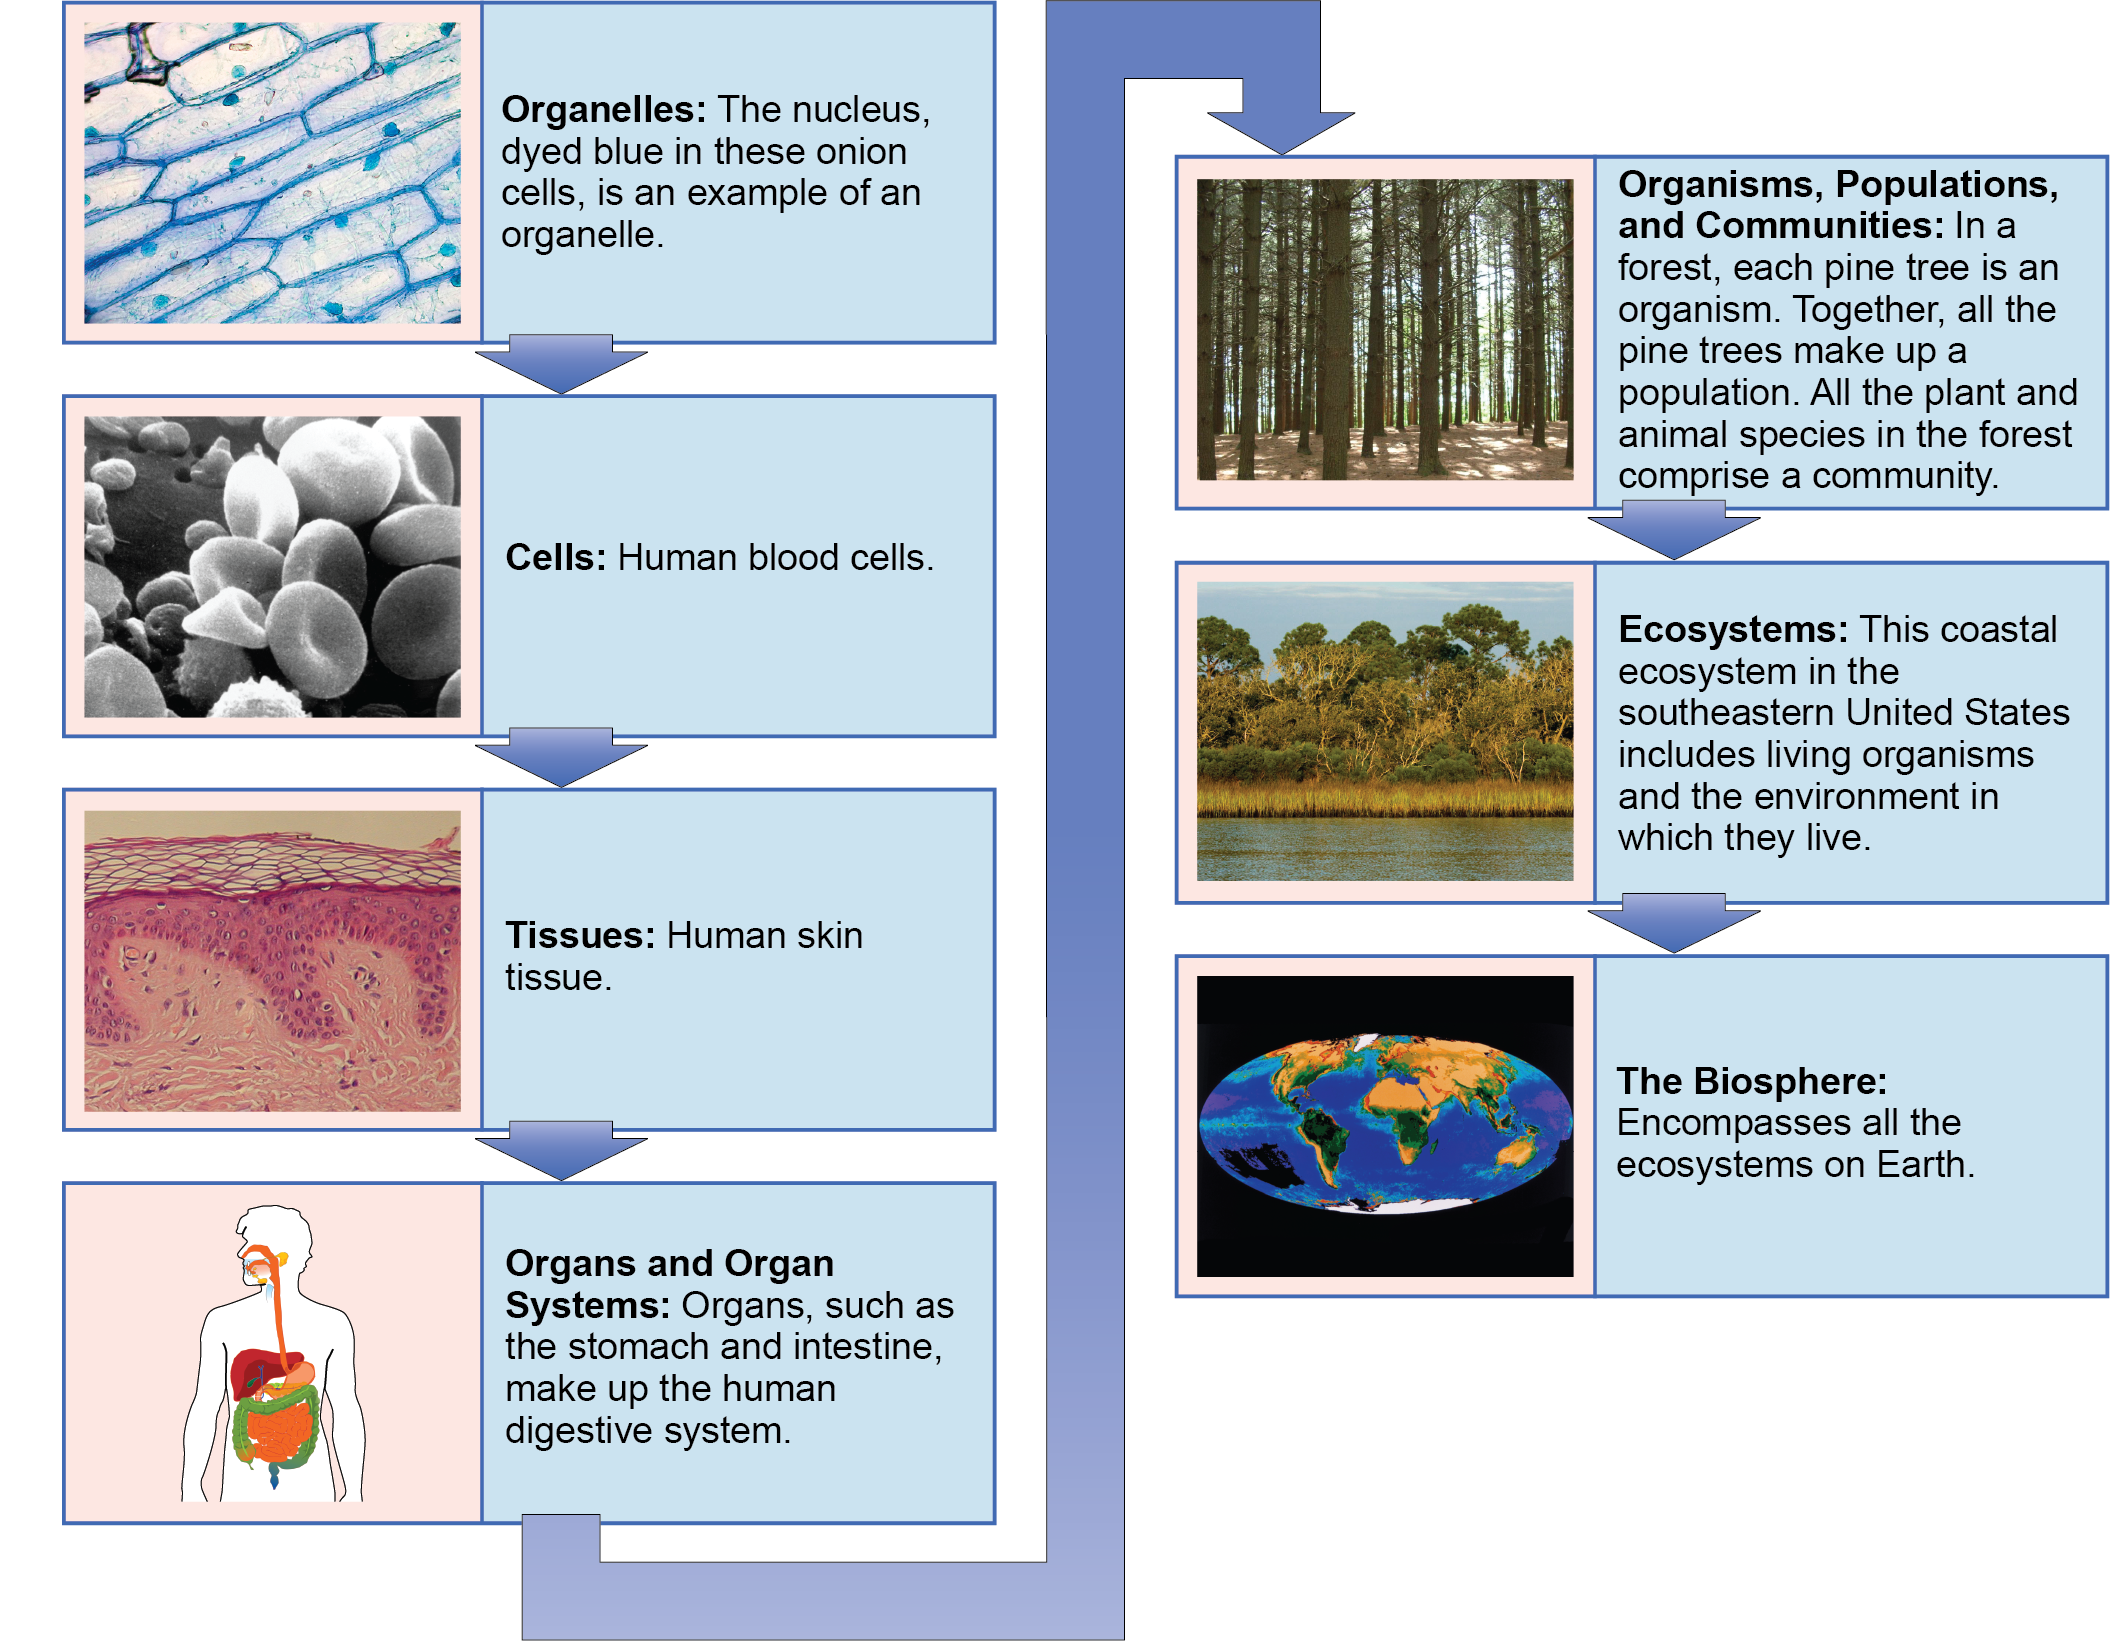 Organelles: The nucleus,
dyed blue in these onion
cells, is an example of an
organelle.
Cells: Human blood cells.
Tissues: Human skin
tissue.
Organs and Organ
Systems: Organs, such as
the stomach and intestine,
make up the human
digestive system.
Organisms, Populations,
and Communities: In a
forest, each pine tree is an
organism. Together, all the
pine trees make up a
population. All the plant and
animal species in the forest
comprise a community.
Ecosystems: This coastal
ecosystem in the
southeastern United States
includes living organisms
and the environment in
which they live.
The Biosphere:
Encompasses all the
ecosystems on Earth.